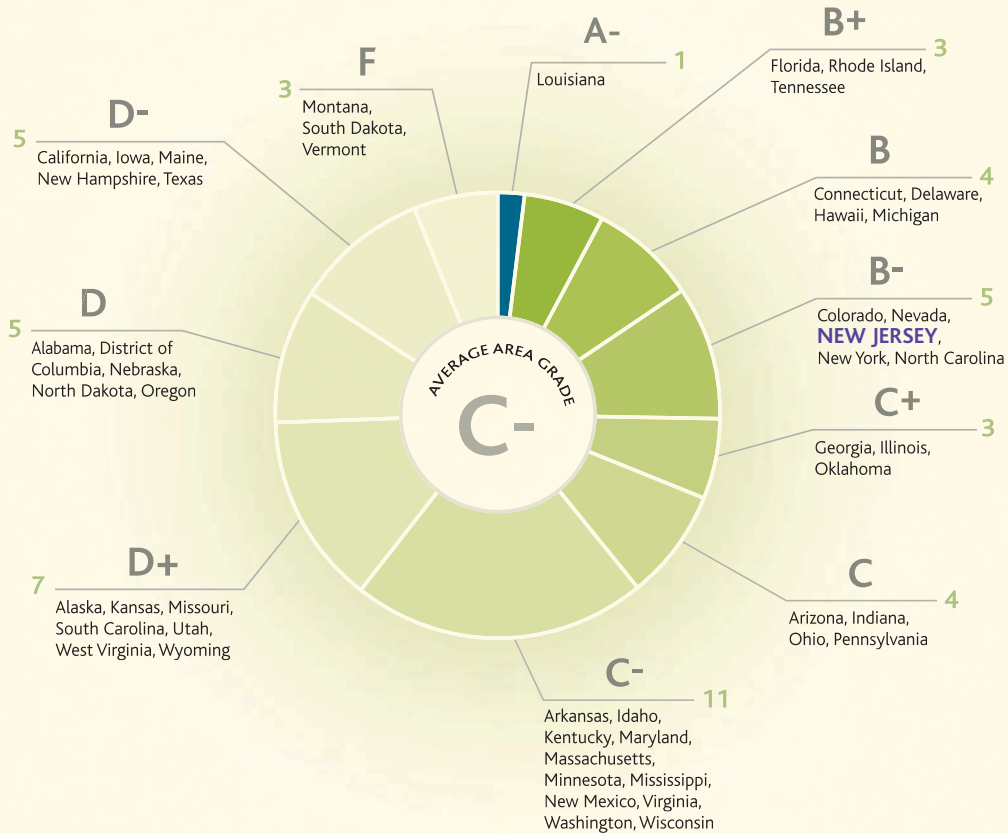 A-
1
Louisiana
B+
3
Florida, Rhode Island,
Tennessee
B
4
Connecticut, Delaware,
Hawaii, Michigan
B-
5
Colorado, Nevada,
NEW JERSEY,
New York, North Carolina
C+
3
Georgia, Illinois,
Oklahoma
C
4
Arizona, Indiana,
Ohio, Pennsylvania
C-
11
Arkansas, Idaho,
Kentucky, Maryland,
Massachusetts,
Minnesota, Mississippi,
New Mexico, Virginia,
Washington, Wisconsin
D+
7
Alaska, Kansas, Missouri,
South Carolina, Utah,
West Virginia, Wyoming
D
5
Alabama, District of
Columbia, Nebraska,
North Dakota, Oregon
D-
5
California, Iowa, Maine,
New Hampshire, Texas
F
3
Montana,
South Dakota,
Vermont
AVERAGE AREA GRADE
C-